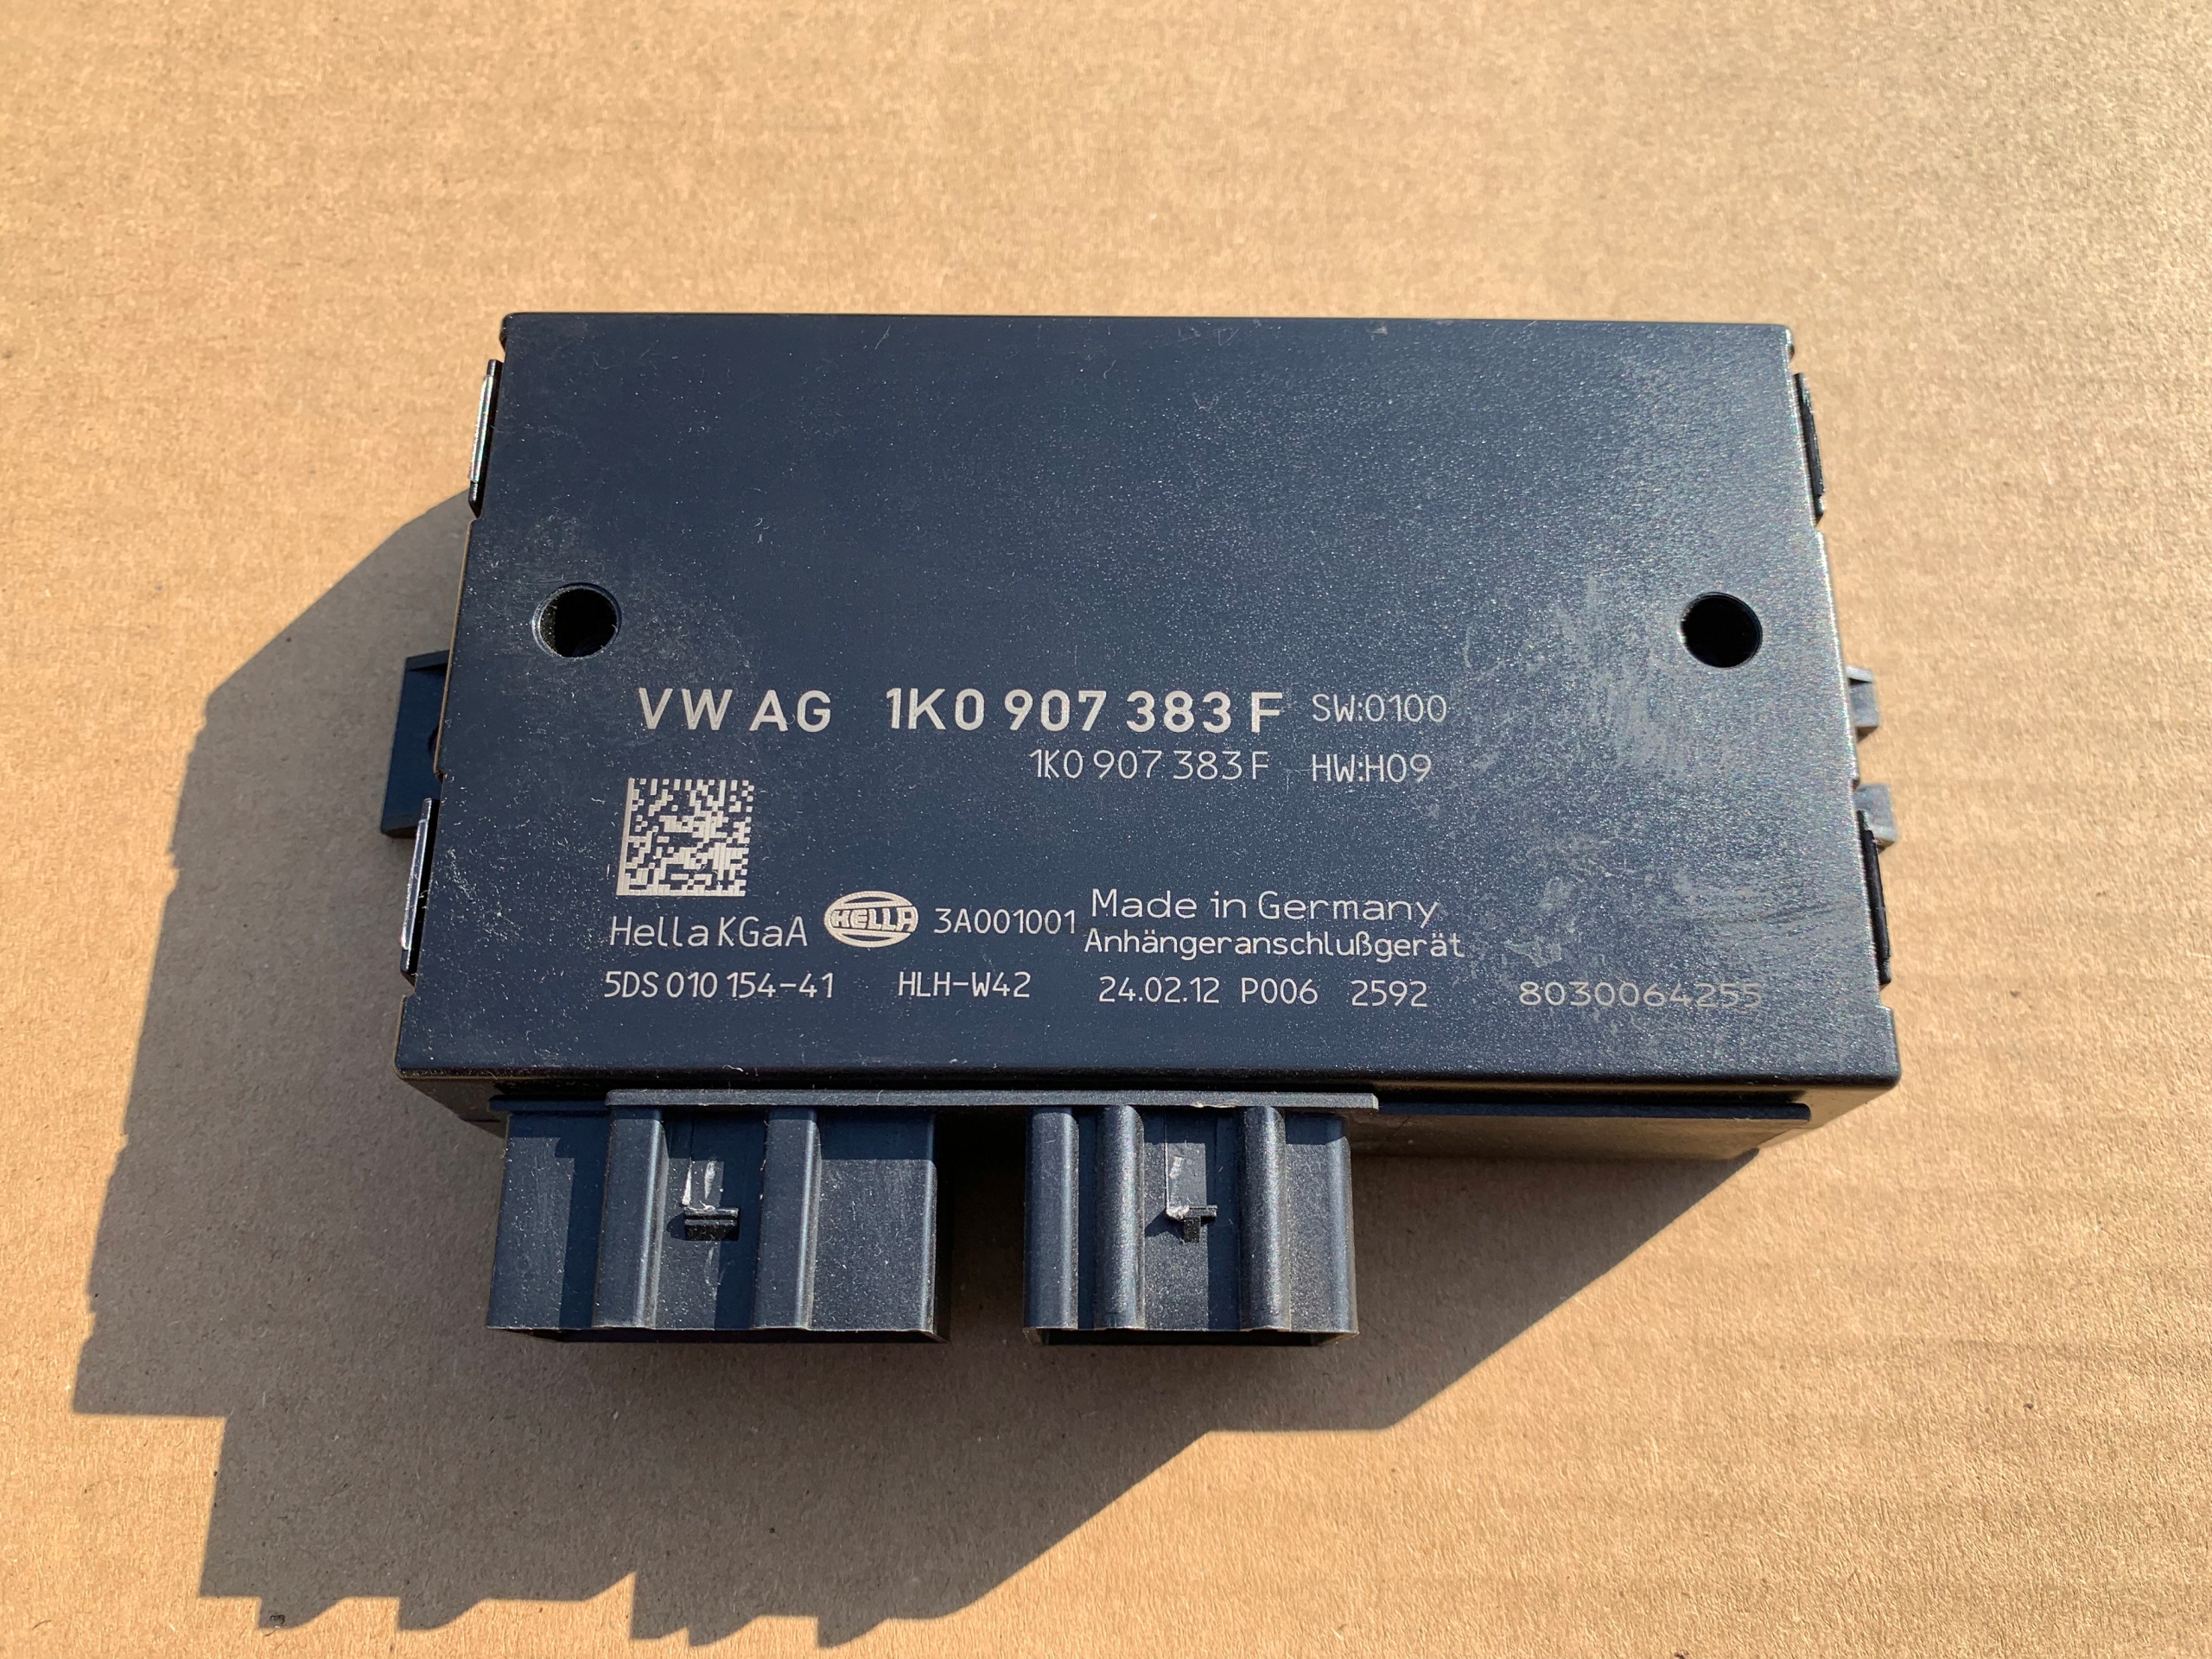 VW AG 1K0 907 383 F SW:0100
1K0 907 383 F HW:H09
Hella KGaA HELLA 3A001001 Made in Germany
Anhängeranschlußgerät
5DS 010 154-41 HLH-W42 24.02.12 P006 2592 8030064255